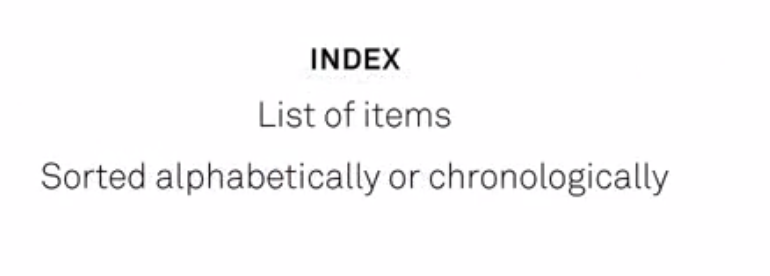 INDEX
List of items
Sorted alphabetically or chronologically